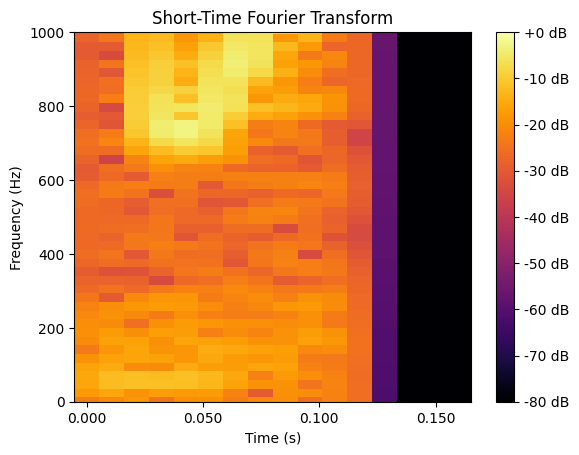 Short-Time Fourier Transform
Frequency (Hz)
1000
800
600
400
200
0
0.000
0.050
0.100
0.150
Time (s)
+0 dB
-10 dB
-20 dB
-30 dB
-40 dB
-50 dB
-60 dB
-70 dB
-80 dB